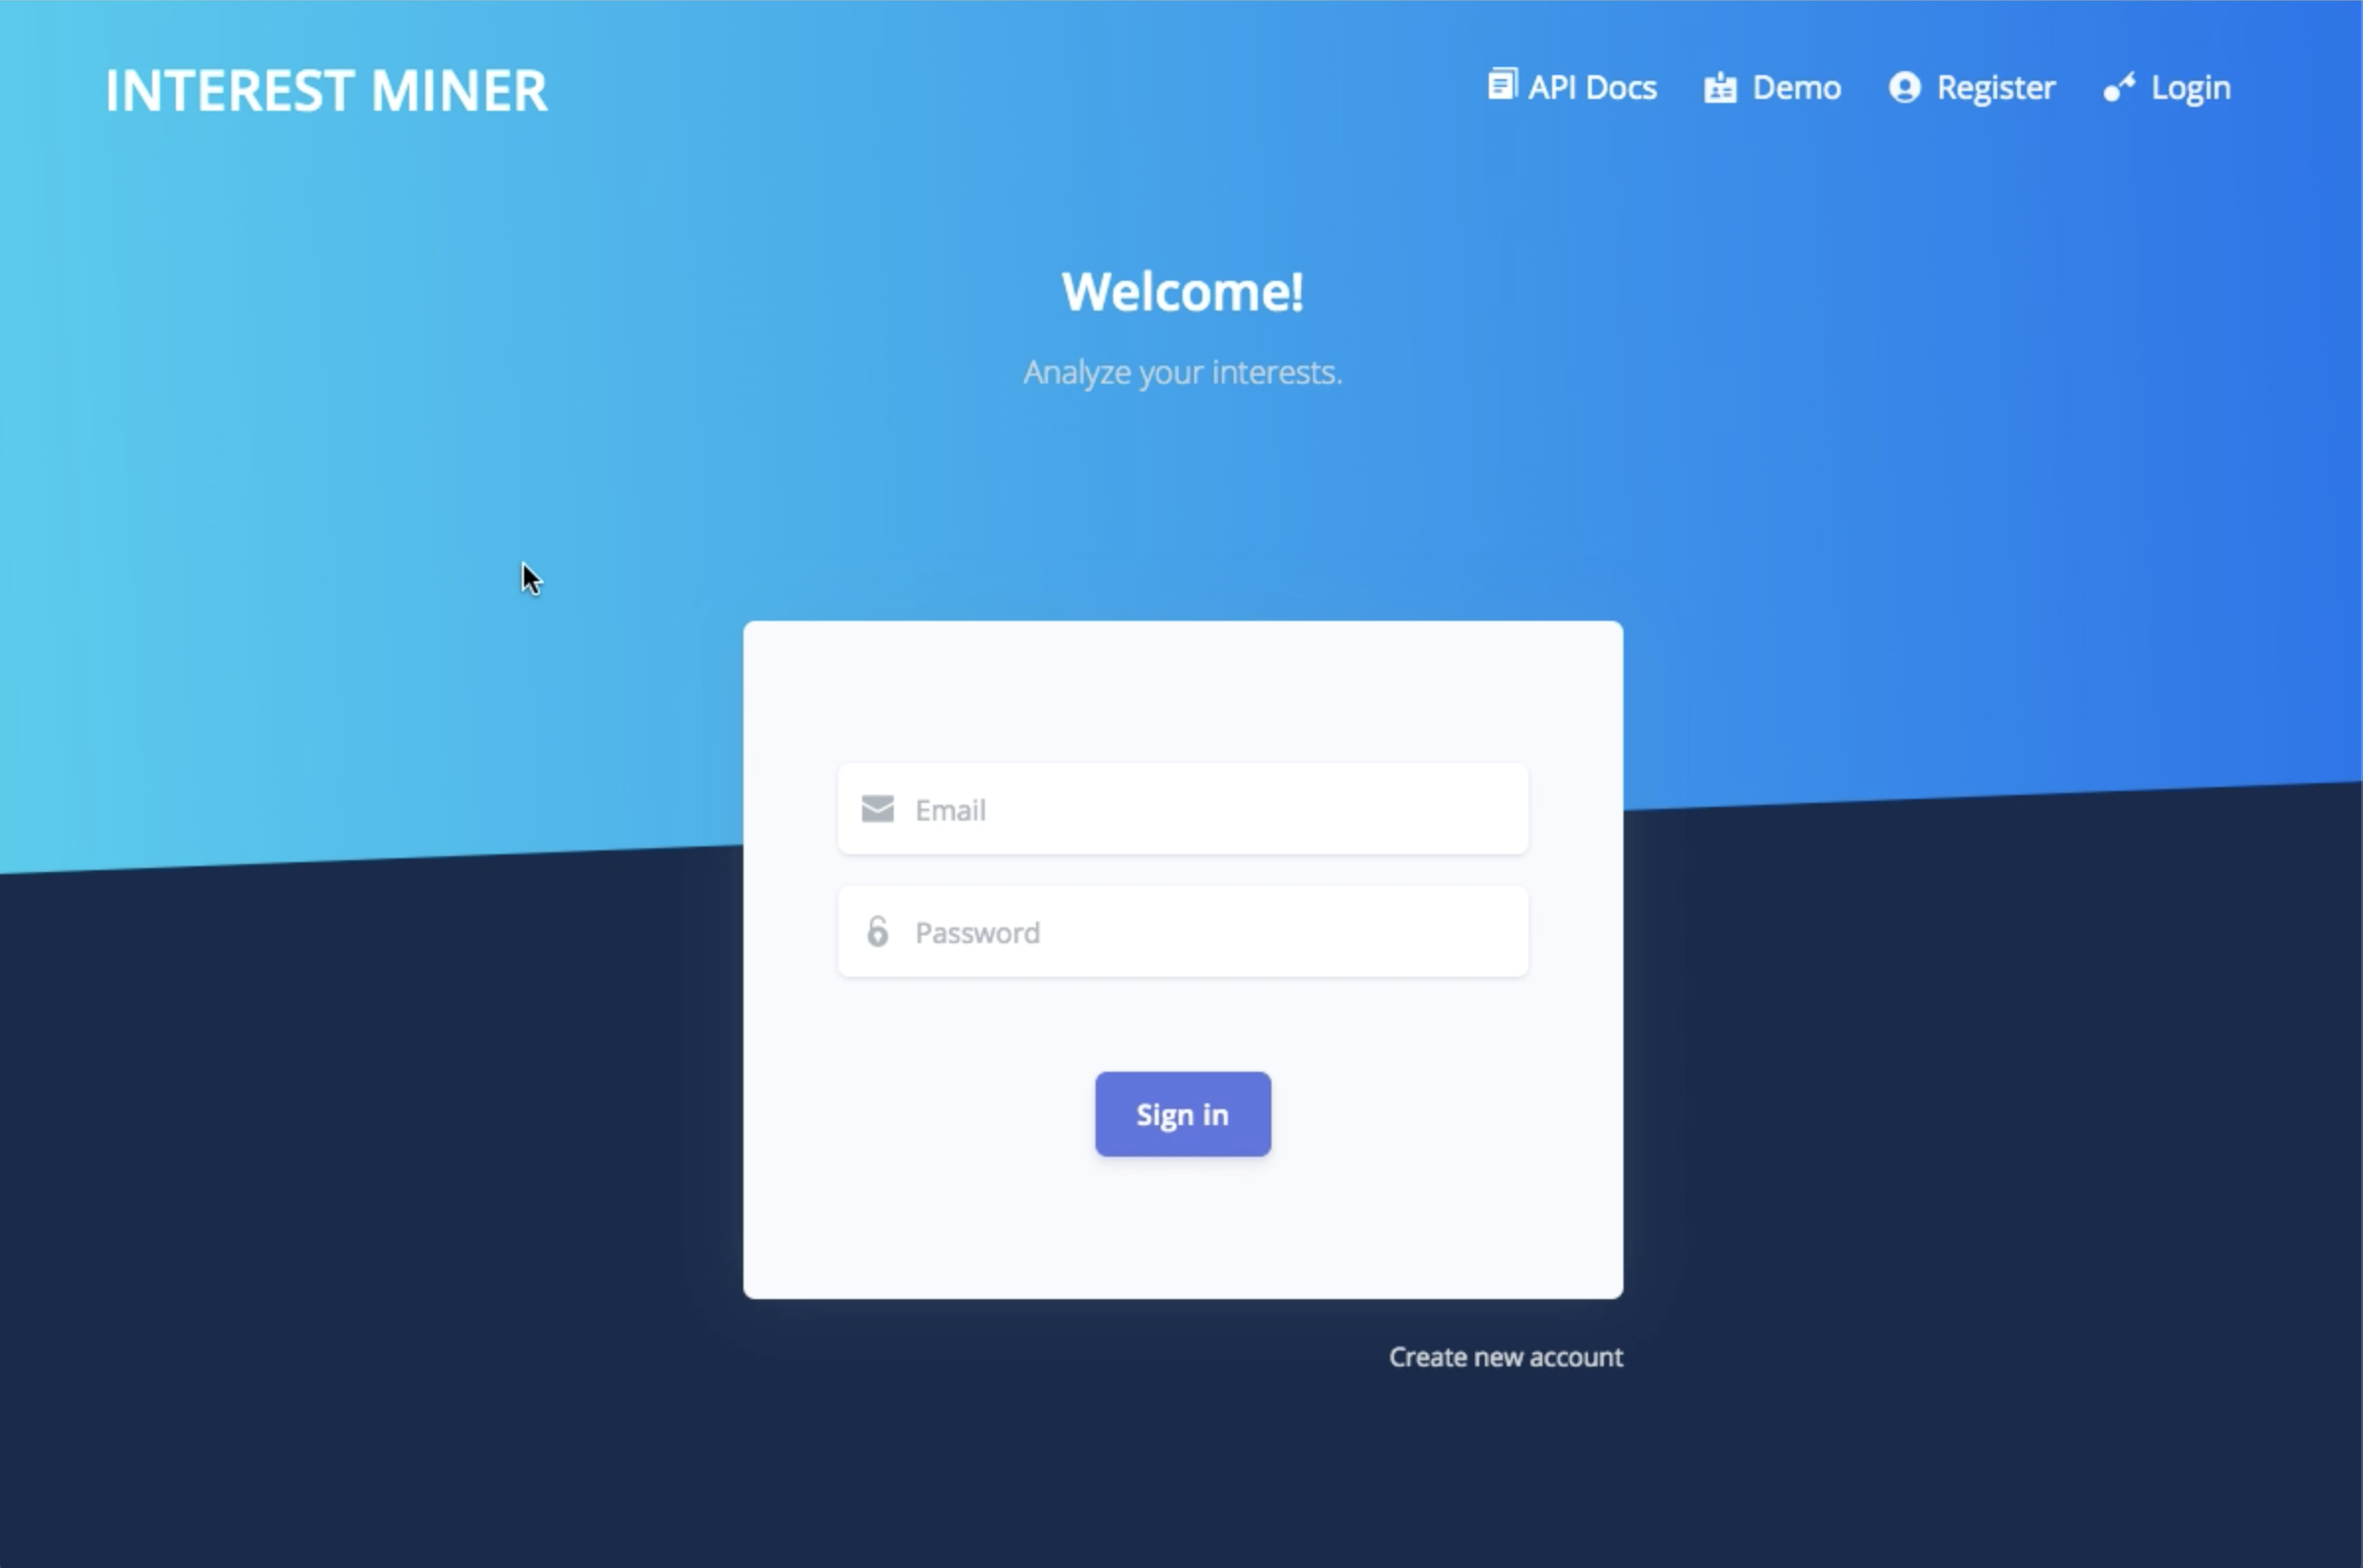 INTEREST MINER
API Docs Demo Register Login
Welcome!
Analyze your interests.
Email
Password
Sign in
Create new account